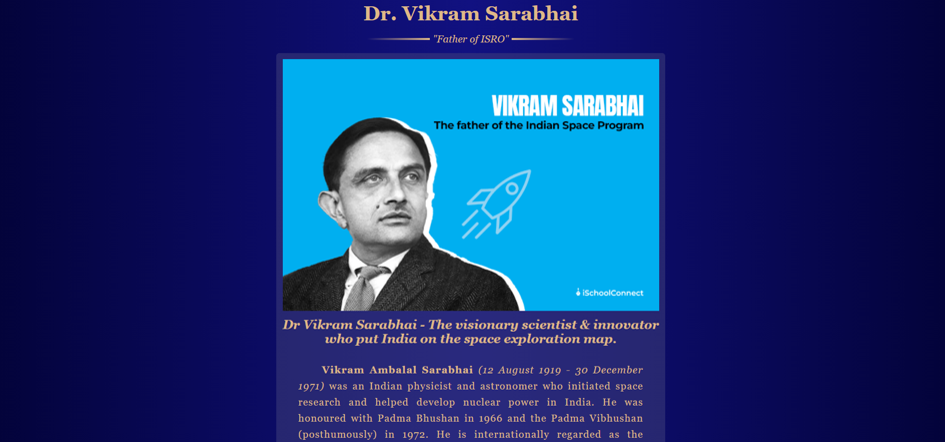 Dr. Vikram Sarabhai
"Father of ISRO"
VIKRAM SARABHAI
The father of the Indian Space Program
iSchoolConnect
Dr Vikram Sarabhai - The visionary scientist & innovator
who put India on the space exploration map.
Vikram Ambalal Sarabhai (12 August 1919 - 30 December
1971) was an Indian physicist and astronomer who initiated space
research and helped develop nuclear power in India. He was
honoured with Padma Bhushan in 1966 and the Padma Vibhushan
(posthumously) in 1972. He is internationally regarded as the